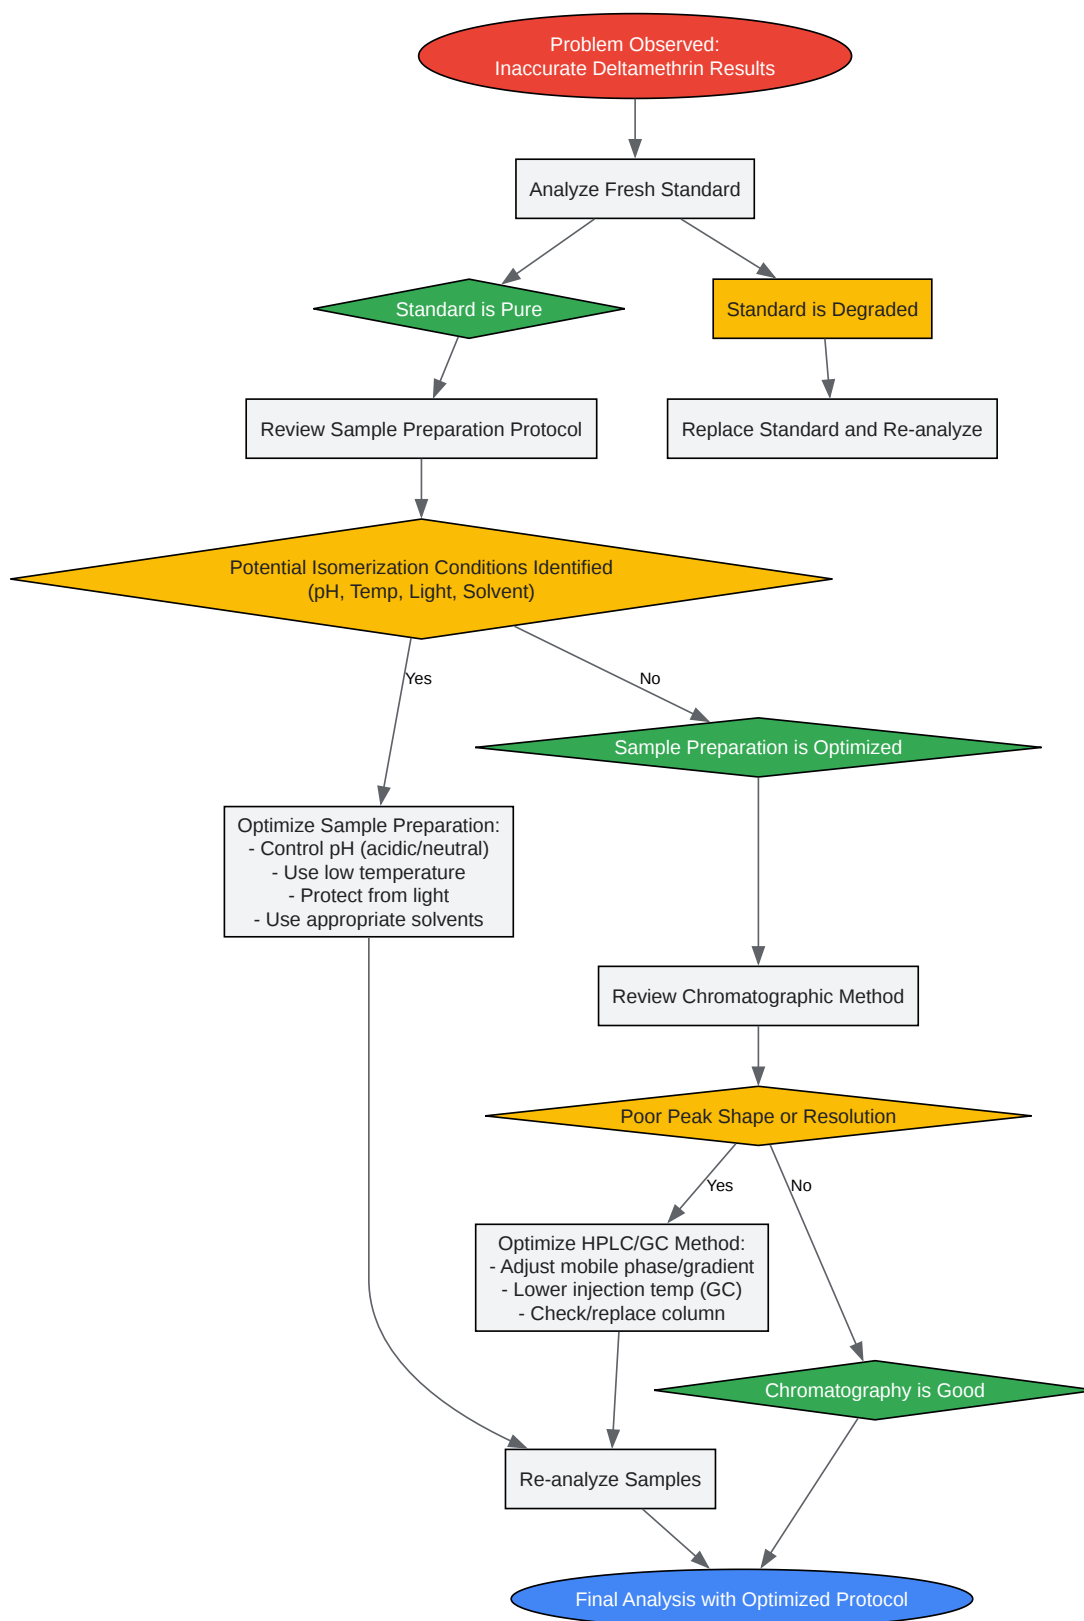 Problem Observed:
Inaccurate Deltamethrin Results
Analyze Fresh Standard
Standard is Pure
Standard is Degraded
Review Sample Preparation Protocol
Replace Standard and Re-analyze
Potential Isomerization Conditions Identified
(pH, Temp, Light, Solvent)
Yes
No
Sample Preparation is Optimized
Optimize Sample Preparation:
- Control pH (acidic/neutral)
- Use low temperature
- Protect from light
- Use appropriate solvents
Review Chromatographic Method
Poor Peak Shape or Resolution
Yes
No
Optimize HPLC/GC Method:
- Adjust mobile phase/gradient
- Lower injection temp (GC)
- Check/replace column
Chromatography is Good
Re-analyze Samples
Final Analysis with Optimized Protocol